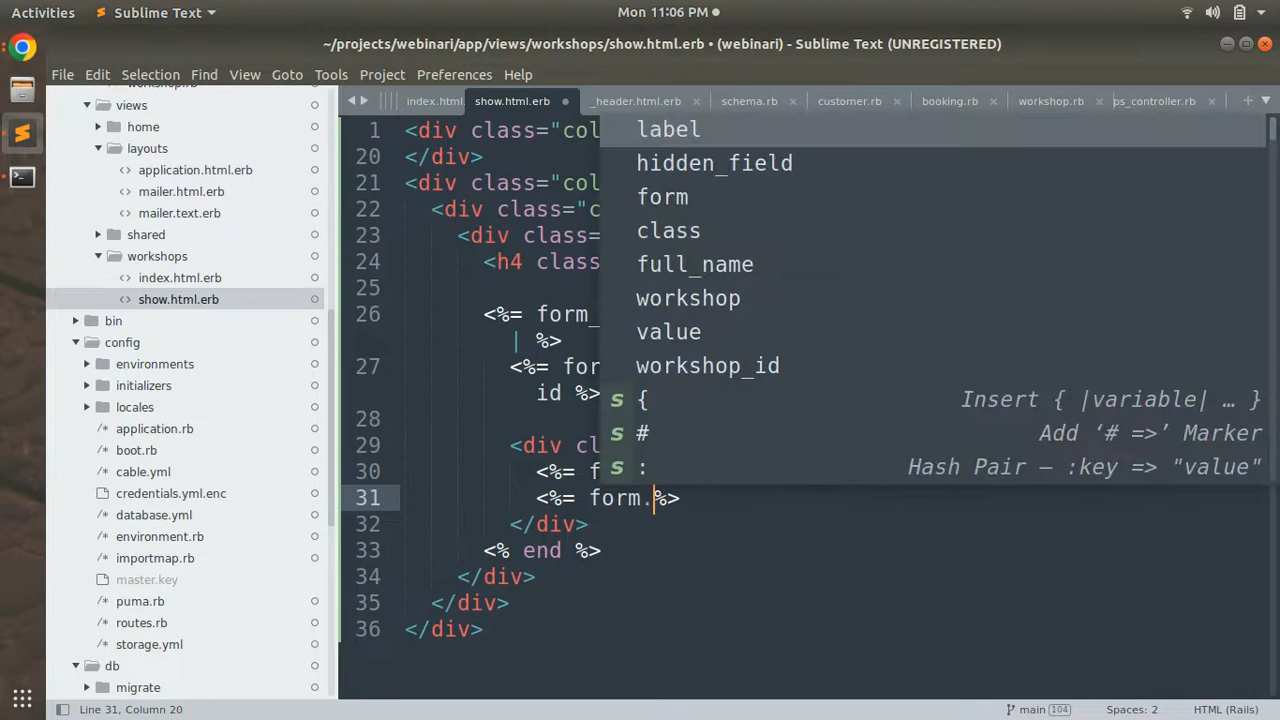 Activities
Sublime Text
Mon 11:06 PM
~/projects/webinari/app/views/workshops/show.html.erb • (webinari) - Sublime Text (UNREGISTERED)
File Edit Selection Find View Goto Tools Project Preferences Help
workshop.rb
views
home
layouts
application.html.erb
mailer.html.erb
mailer.text.erb
shared
workshops
index.html.erb
show.html.erb
bin
config
environments
initializers
locales
application.rb
boot.rb
cable.yml
credentials.yml.enc
database.yml
environment.rb
importmap.rb
master.key
puma.rb
routes.rb
storage.yml
db
migrate
index.html. show.html.erb _header.html.erb schema.rb customer.rb booking.rb workshop.rb ps_controller.rb
1 <div class="col
20 </div>
21 <div class="col
22 <div class="c
23 <div class=
24 <h4 class
25
26 <%= form_
| %>
27 <%= for
id %>
28
29 <div cl
30 <%= f
31 <%= form.%>
32 </div>
33 <% end %>
34 </div>
35 </div>
36 </div>
label
hidden_field
form
class
full_name
workshop
value
workshop_id
s { Insert { |variable| … }
s # Add ‘# =>’ Marker
s : Hash Pair — :key => "value"
Line 31, Column 20
main 104
Spaces: 2
HTML (Rails)